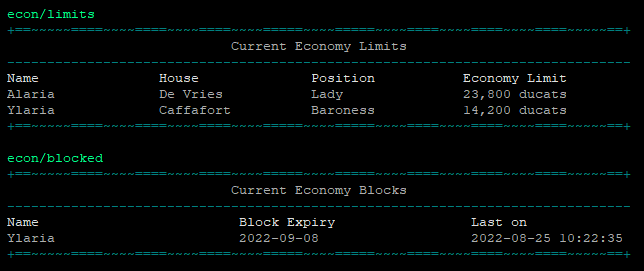 econ/limits
+==~~~~~====~~~~====~~~~====~~~~====~~~~=====~~~~====~~~~====~~~~====~~~~~==+
Current Economy Limits
------------------------------------------------------------------------------
Name House Position Economy Limit
Alaria De Vries Lady 23,800 ducats
Ylaria Caffafort Baroness 14,200 ducats
+==~~~~~====~~~~====~~~~====~~~~====~~~~=====~~~~====~~~~====~~~~====~~~~~==+
econ/blocked
+==~~~~~====~~~~====~~~~====~~~~====~~~~=====~~~~====~~~~====~~~~====~~~~~==+
Current Economy Blocks
------------------------------------------------------------------------------
Name Block Expiry Last on
Ylaria 2022-09-08 2022-08-25 10:22:35
+==~~~~~====~~~~====~~~~====~~~~====~~~~=====~~~~====~~~~====~~~~====~~~~~==+